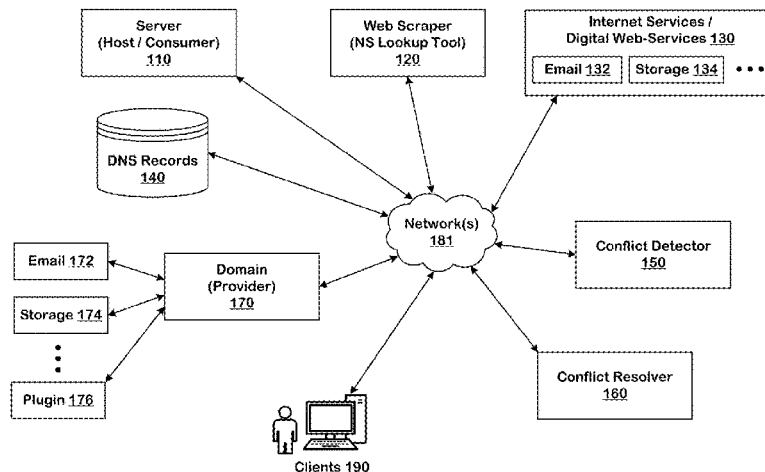 Server
(Host / Consumer)
110
Web Scraper
(NS Lookup Tool)
120
Internet Services /
Digital Web-Services 130
Email 132
Storage 134
DNS Records
140
Network(s)
181
Conflict Detector
150
Email 172
Storage 174
Plugin 176
Domain
(Provider)
170
Conflict Resolver
160
Clients 190